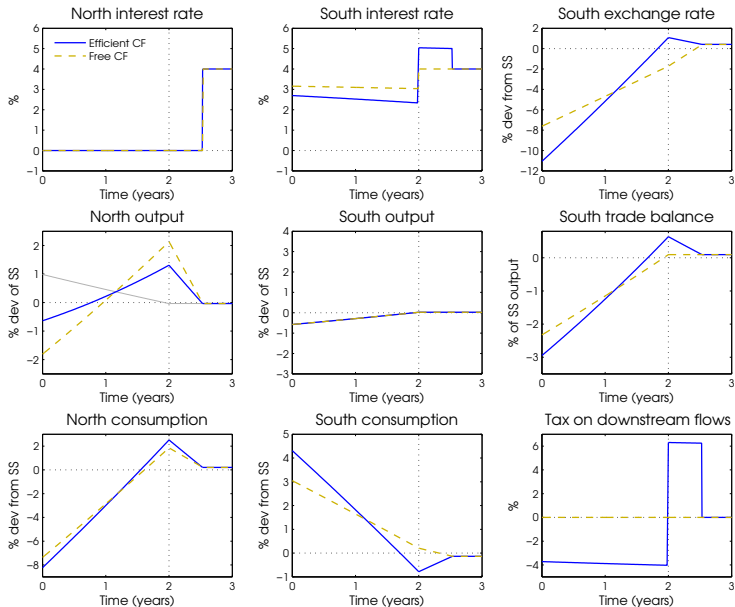 North interest rate
%
6
5
4
3
2
1
0
−1
Efficient CF
Free CF
0 1 2 3
Time (years)
South interest rate
%
6
5
4
3
2
1
0
−1
0 1 2 3
Time (years)
South exchange rate
% dev from SS
0
−2
−4
−6
−8
−10
−12
0 1 2 3
Time (years)
North output
% dev of SS
2
1
0
−1
−2
0 1 2 3
Time (years)
South output
% dev of SS
4
3
2
1
0
−1
−2
−3
0 1 2 3
Time (years)
South trade balance
% of SS output
0
−1
−2
−3
0 1 2 3
Time (years)
North consumption
% dev from SS
2
0
−2
−4
−6
−8
0 1 2 3
Time (years)
South consumption
% dev from SS
5
4
3
2
1
0
−1
0 1 2 3
Time (years)
Tax on downstream flows
%
6
4
2
0
−2
−4
0 1 2 3
Time (years)